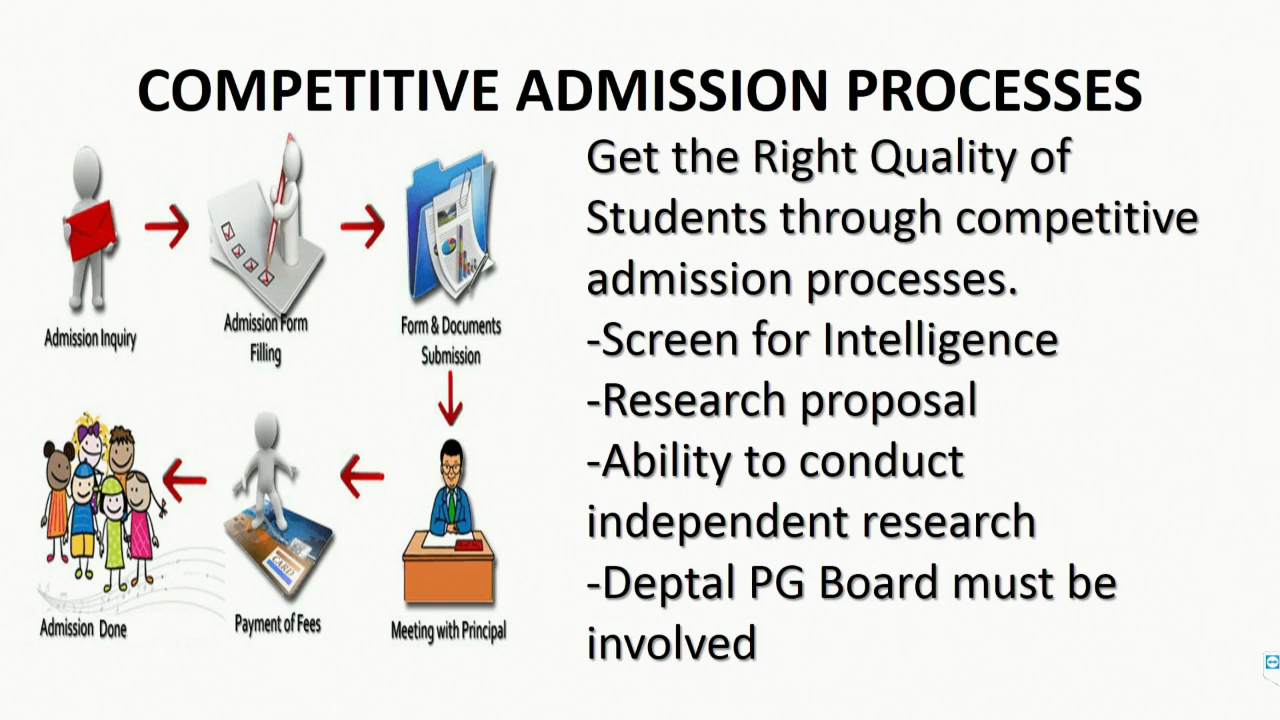 COMPETITIVE ADMISSION PROCESSES
Admission Inquiry
Admission Form
Filling
Form & Documents
Submission
Admission Done
Payment of Fees
CARD
Meeting with Principal
Get the Right Quality of
Students through competitive
admission processes.
-Screen for Intelligence
-Research proposal
-Ability to conduct
independent research
-Deptal PG Board must be
involved